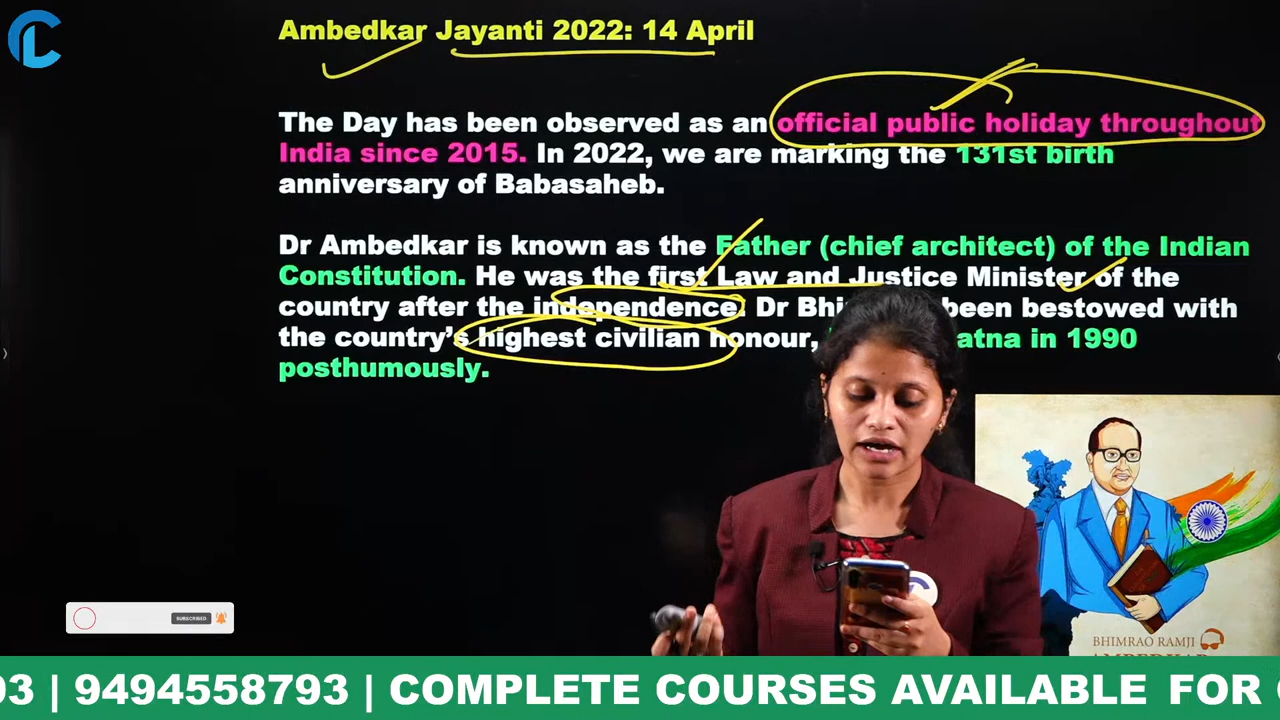 Ambedkar Jayanti 2022: 14 April
The Day has been observed as an official public holiday throughout
India since 2015. In 2022, we are marking the 131st birth
anniversary of Babasaheb.
Dr Ambedkar is known as the Father (chief architect) of the Indian
Constitution. He was the first Law and Justice Minister of the
country after the independence. Dr been bestowed with
the country's highest civilian honour, in 1990
posthumously.
BHIMRAO RAMJI
SUBSCRIBED
93 | 9494558793 | COMPLETE COURSES AVAILABLE FOR